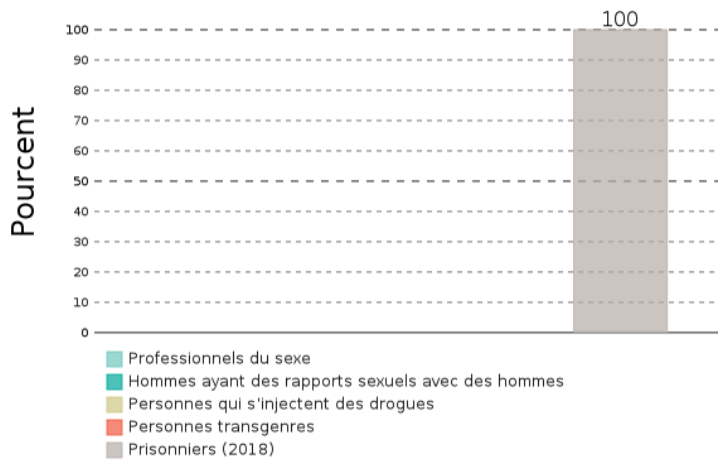 100
100
90
80
70
60
50
40
30
20
10
0
Pourcent
Professionnels du sexe
Hommes ayant des rapports sexuels avec des hommes
Personnes qui s'injectent des drogues
Personnes transgenres
Prisonniers (2018)